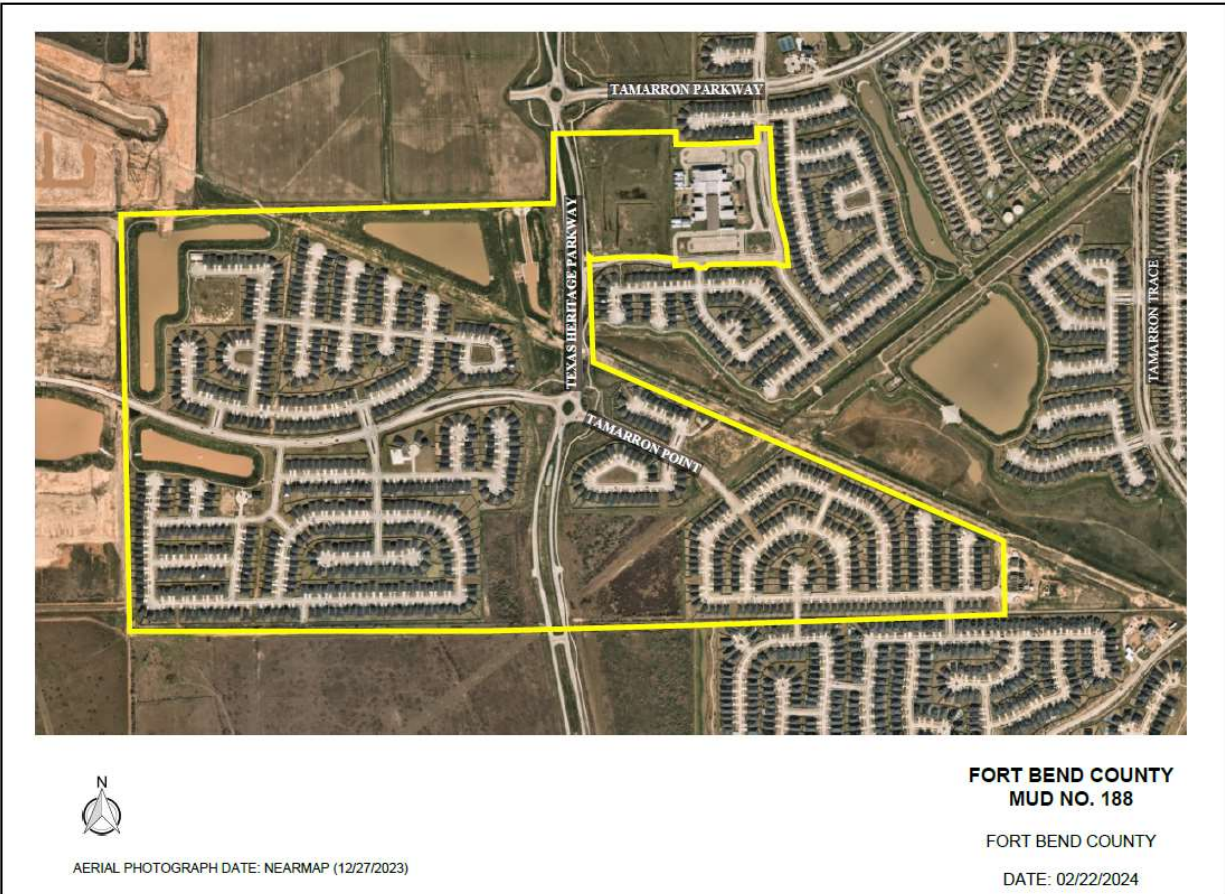 TAMARRON PARKWAY
TEXAS HERITAGE PARKWAY
TAMARRON TRACE
TAMARRON POINT
N
FORT BEND COUNTY
MUD NO. 188
FORT BEND COUNTY
AERIAL PHOTOGRAPH DATE: NEARMAP (12/27/2023)
DATE: 02/22/2024